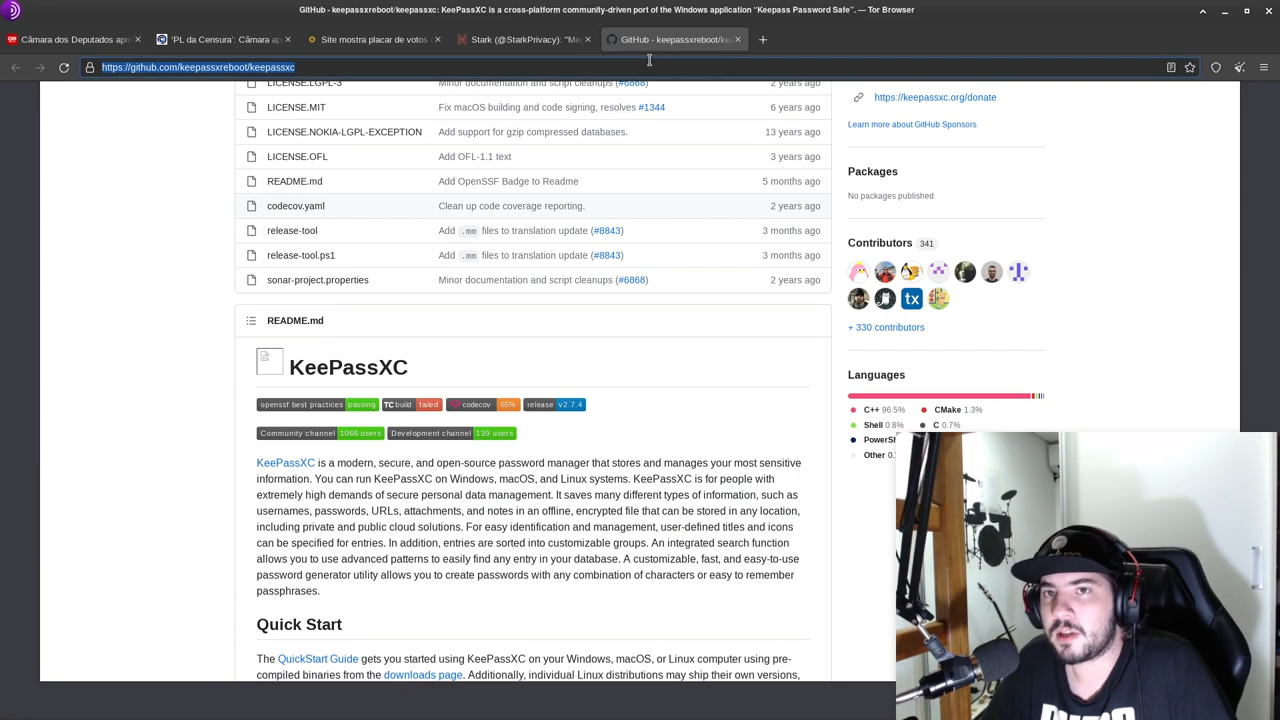 GitHub - keepassxreboot/keepassxc: KeePassXC is a cross-platform community-driven port of the Windows application “Keepass Password Safe”. — Tor Browser
Câmara dos Deputados apro
'PL da Censura': Câmara ap
Site mostra placar de votos
Stark (@StarkPrivacy): "Me
GitHub - keepassxreboot/kee
https://github.com/keepassxreboot/keepassxc
LICENSE.LGPL-3 Minor documentation and script cleanups (#6868) 2 years ago
LICENSE.MIT Fix macOS building and code signing, resolves #1344 6 years ago
LICENSE.NOKIA-LGPL-EXCEPTION Add support for gzip compressed databases. 13 years ago
LICENSE.OFL Add OFL-1.1 text 3 years ago
README.md Add OpenSSF Badge to Readme 5 months ago
codecov.yaml Clean up code coverage reporting. 2 years ago
release-tool Add .mm files to translation update (#8843) 3 months ago
release-tool.ps1 Add .mm files to translation update (#8843) 3 months ago
sonar-project.properties Minor documentation and script cleanups (#6868) 2 years ago
README.md
KeePassXC
openssf best practices passing TC build failed codecov 65% release v2.7.4
Community channel 1066 users Development channel 139 users
KeePassXC is a modern, secure, and open-source password manager that stores and manages your most sensitive
information. You can run KeePassXC on Windows, macOS, and Linux systems. KeePassXC is for people with
extremely high demands of secure personal data management. It saves many different types of information, such as
usernames, passwords, URLs, attachments, and notes in an offline, encrypted file that can be stored in any location,
including private and public cloud solutions. For easy identification and management, user-defined titles and icons
can be specified for entries. In addition, entries are sorted into customizable groups. An integrated search function
allows you to use advanced patterns to easily find any entry in your database. A customizable, fast, and easy-to-use
password generator utility allows you to create passwords with any combination of characters or easy to remember
passphrases.
Quick Start
The QuickStart Guide gets you started using KeePassXC on your Windows, macOS, or Linux computer using pre-
compiled binaries from the downloads page. Additionally, individual Linux distributions may ship their own versions,
https://keepassxc.org/donate
Learn more about GitHub Sponsors
Packages
No packages published
Contributors 341
tx
+ 330 contributors
Languages
C++ 96.5% CMake 1.3%
Shell 0.8% C 0.7%
PowerSh
Other 0.